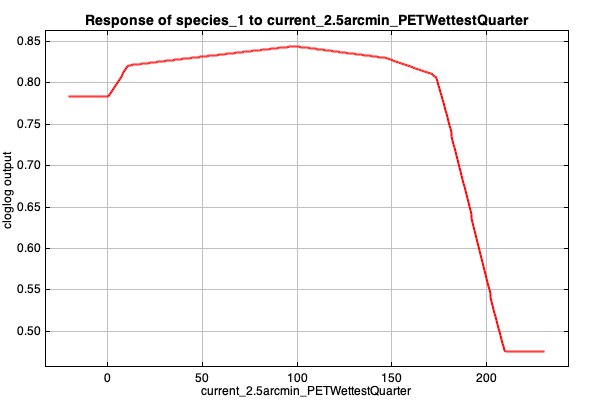 Response of species_1 to current_2.5arcmin_PETWettestQuarter
cloglog output
0.85
0.80
0.75
0.70
0.65
0.60
0.55
0.50
0 50 100 150 200
current_2.5arcmin_PETWettestQuarter